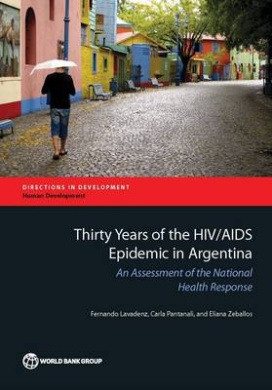 DIRECTIONS IN DEVELOPMENT
Human Development
Thirty Years of the HIV/AIDS
Epidemic in Argentina
An Assessment of the National
Health Response
Fernando Lavadenz, Carla Pantanali, and Eliana Zeballos
WORLD BANK GROUP